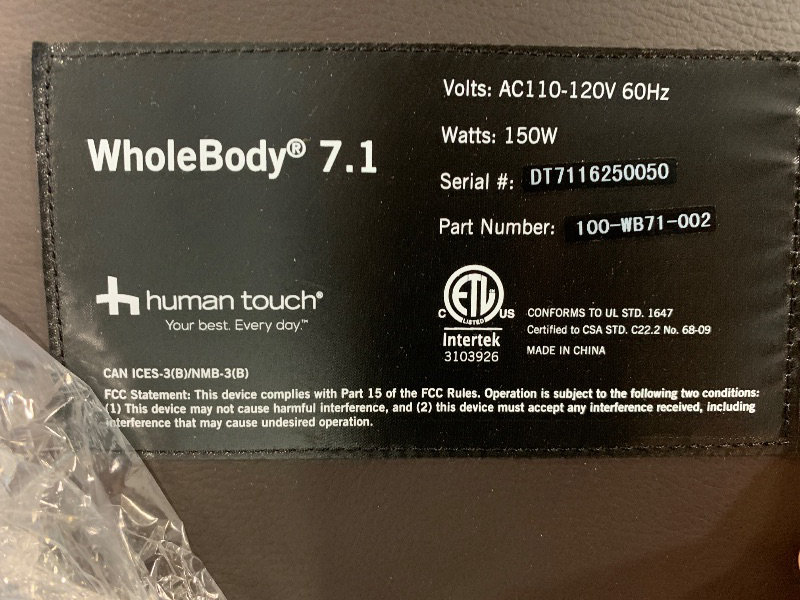 WholeBody® 7.1
Volts: AC110-120V 60Hz
Watts: 150W
Serial #: DT7116250050
Part Number: 100-WB71-002
human touch®
Your best. Every day.™
C ETL US
LISTED
Intertek
3103926
CONFORMS TO UL STD. 1647
Certified to CSA STD. C22.2 No. 68-09
MADE IN CHINA
CAN ICES-3(B)/NMB-3(B)
FCC Statement: This device complies with Part 15 of the FCC Rules. Operation is subject to the following two conditions:
(1) This device may not cause harmful interference, and (2) this device must accept any interference received, including
interference that may cause undesired operation.